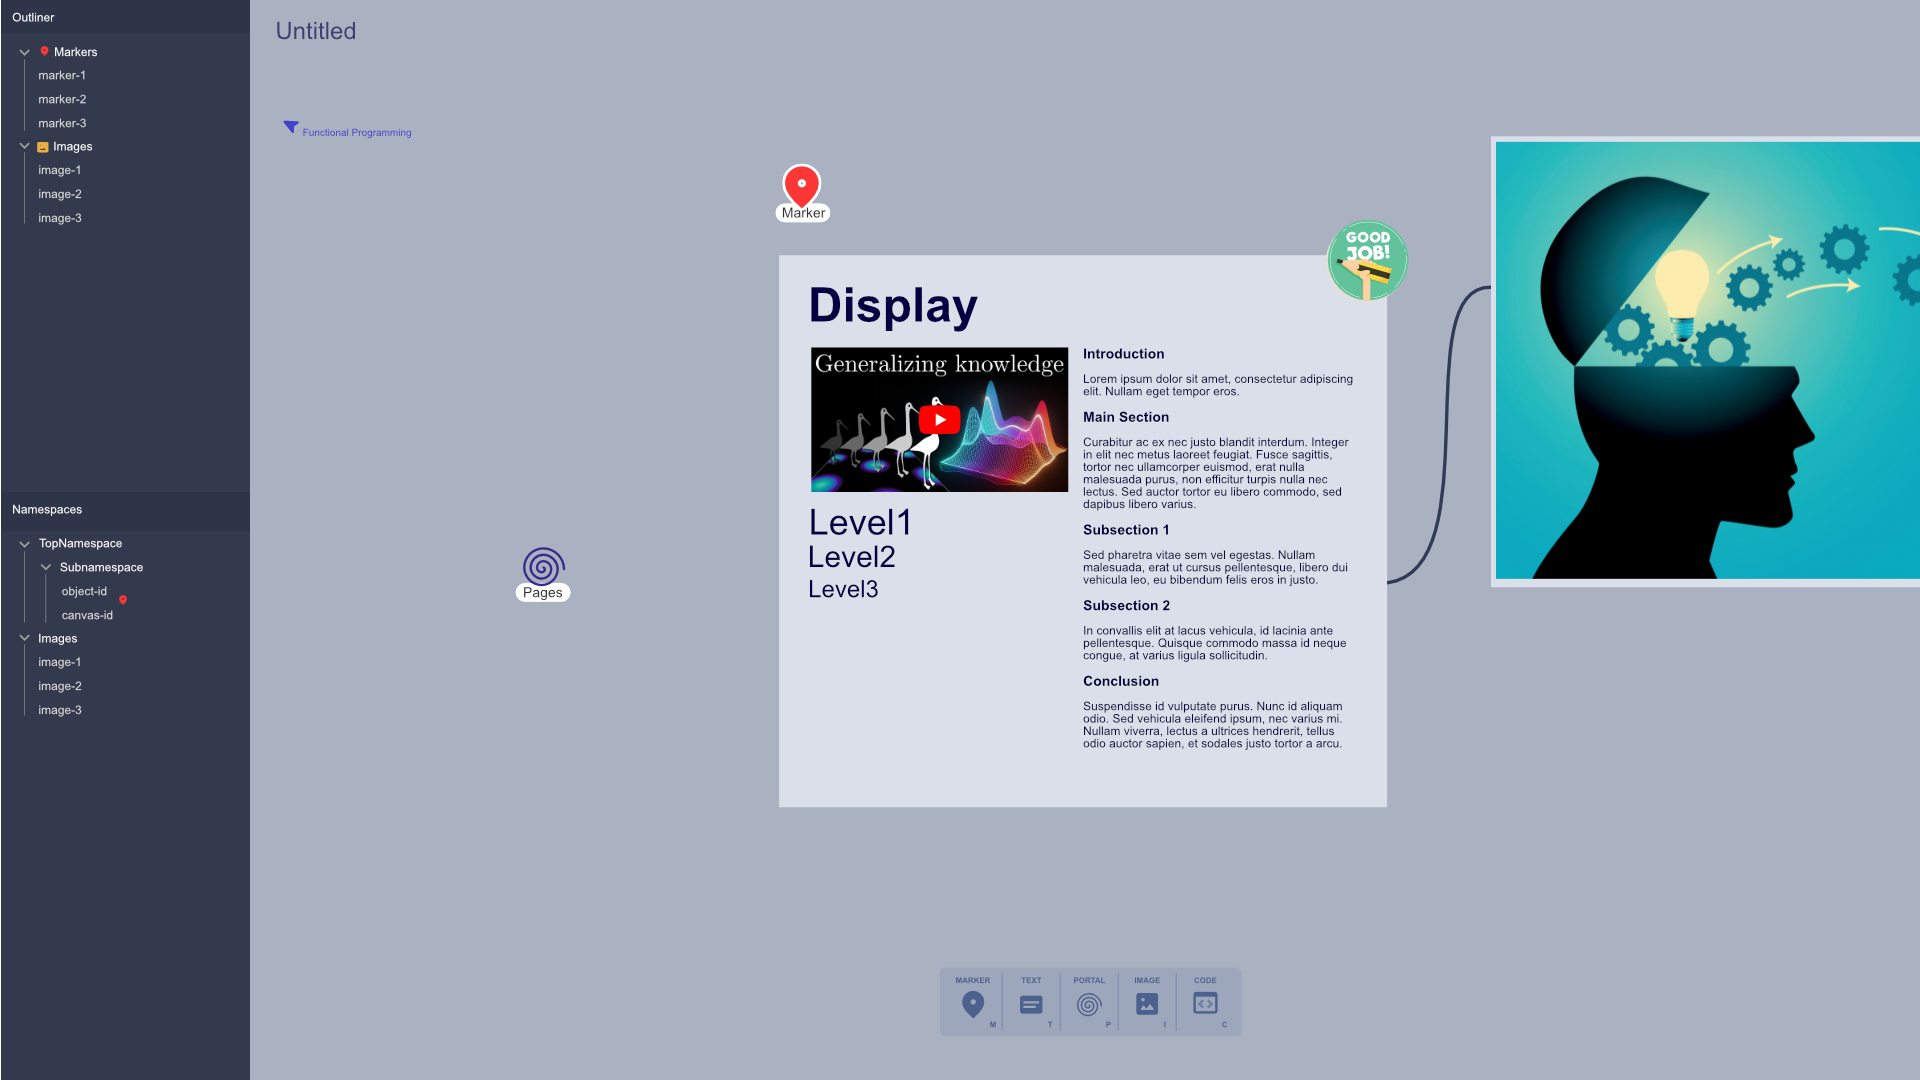 Outliner
Markers
marker-1
marker-2
marker-3
Images
image-1
image-2
image-3
Namespaces
TopNamespace
Subnamespace
object-id
canvas-id
Images
image-1
image-2
image-3
Untitled
Functional Programming
Marker
Pages
GOOD
JOB!
Display
Generalizing knowledge
Level1
Level2
Level3
Introduction
Lorem ipsum dolor sit amet, consectetur adipiscing
elit. Nullam eget tempor eros.
Main Section
Curabitur ac ex nec justo blandit interdum. Integer
in elit nec metus laoreet feugiat. Fusce sagittis,
tortor nec ullamcorper euismod, erat nulla
malesuada purus, non efficitur turpis nulla nec
lectus. Sed auctor tortor eu libero commodo, sed
dapibus libero varius.
Subsection 1
Sed pharetra vitae sem vel egestas. Nullam
malesuada, erat ut cursus pellentesque, libero dui
vehicula leo, eu bibendum felis eros in justo.
Subsection 2
In convallis elit at lacus vehicula, id lacinia ante
pellentesque. Quisque commodo massa id neque
congue, at varius ligula sollicitudin.
Conclusion
Suspendisse id vulputate purus. Nunc id aliquam
odio. Sed vehicula eleifend ipsum, nec varius mi.
Nullam viverra, lectus a ultrices hendrerit, tellus
odio auctor sapien, et sodales justo tortor a arcu.
MARKER TEXT PORTAL IMAGE CODE
M T P I C